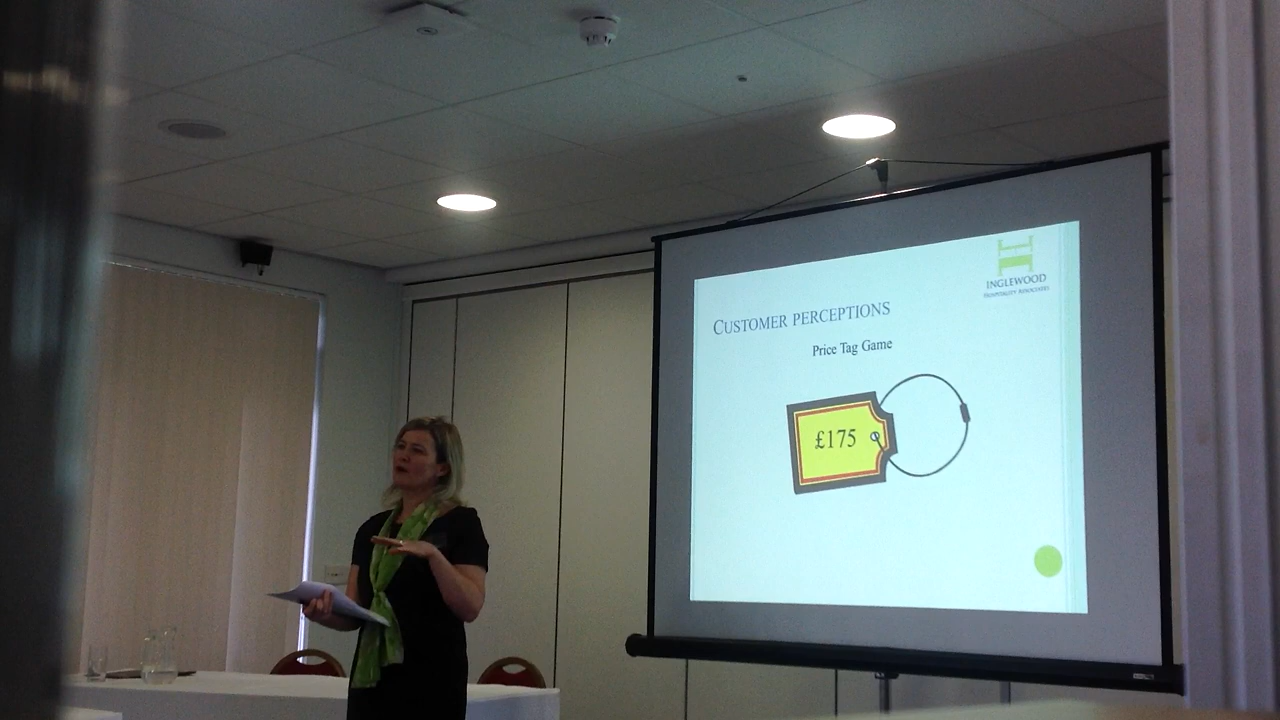 INGLEWOOD
HOSPITALITY ASSOCIATES
CUSTOMER PERCEPTIONS
Price Tag Game
£175